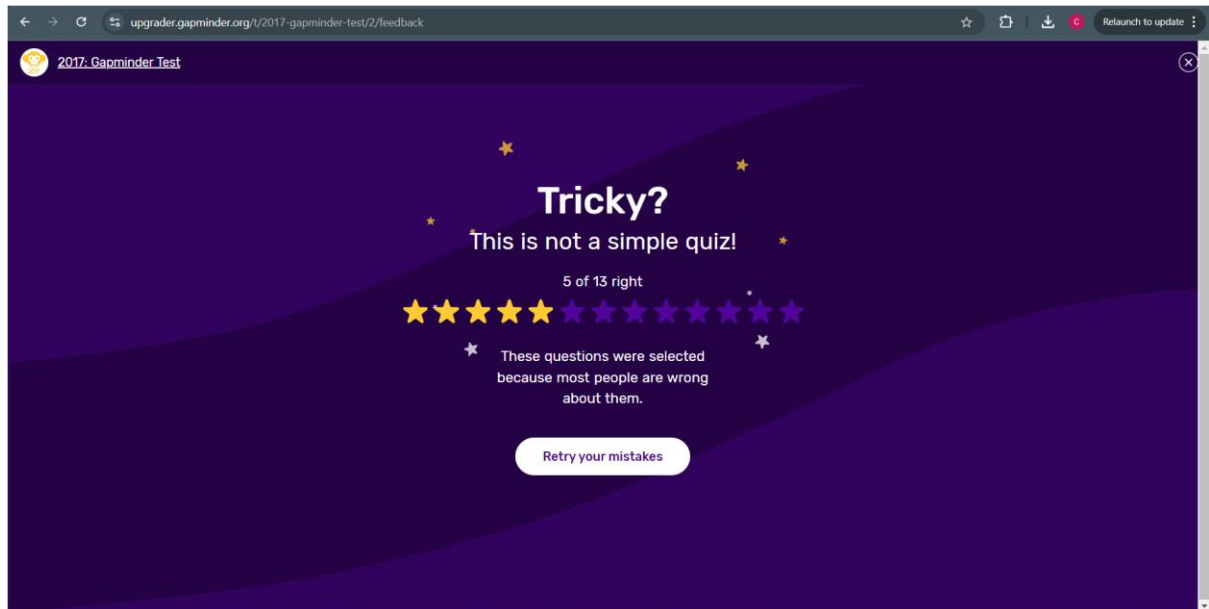 upgrader.gapminder.org/t/2017-gapminder-test/2/feedback
C
Relaunch to update
2017: Gapminder Test
Tricky?
This is not a simple quiz!
5 of 13 right
These questions were selected
because most people are wrong
about them.
Retry your mistakes